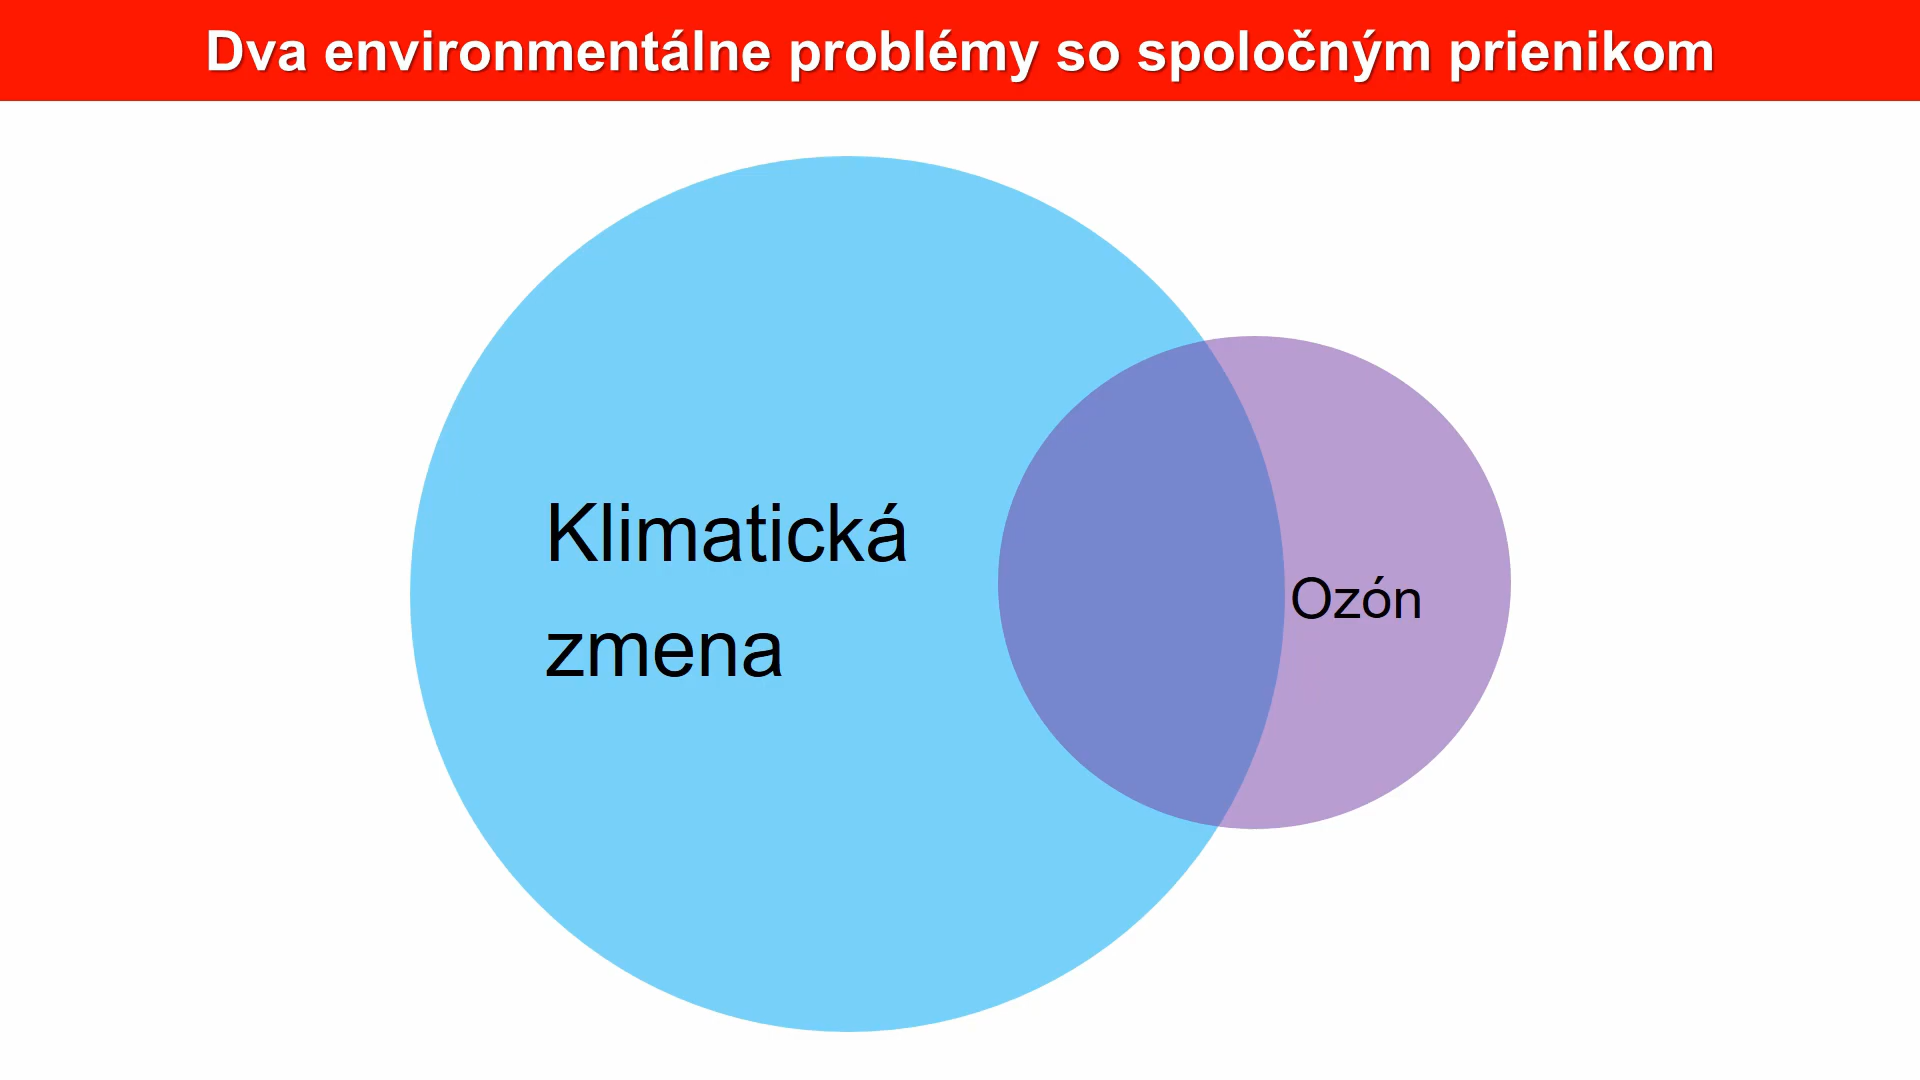 Dva environmentálne problémy so spoločným prienikom
Klimatická
zmena
Ozón